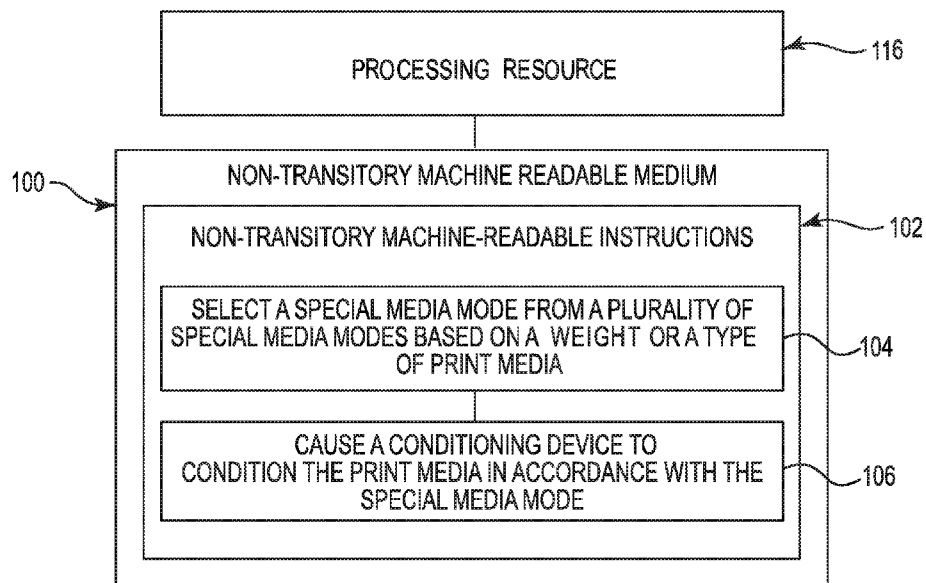 PROCESSING RESOURCE
116
NON-TRANSITORY MACHINE READABLE MEDIUM
100
NON-TRANSITORY MACHINE-READABLE INSTRUCTIONS
102
SELECT A SPECIAL MEDIA MODE FROM A PLURALITY OF
SPECIAL MEDIA MODES BASED ON A WEIGHT OR A TYPE
OF PRINT MEDIA
104
CAUSE A CONDITIONING DEVICE TO
CONDITION THE PRINT MEDIA IN ACCORDANCE WITH THE
SPECIAL MEDIA MODE
106